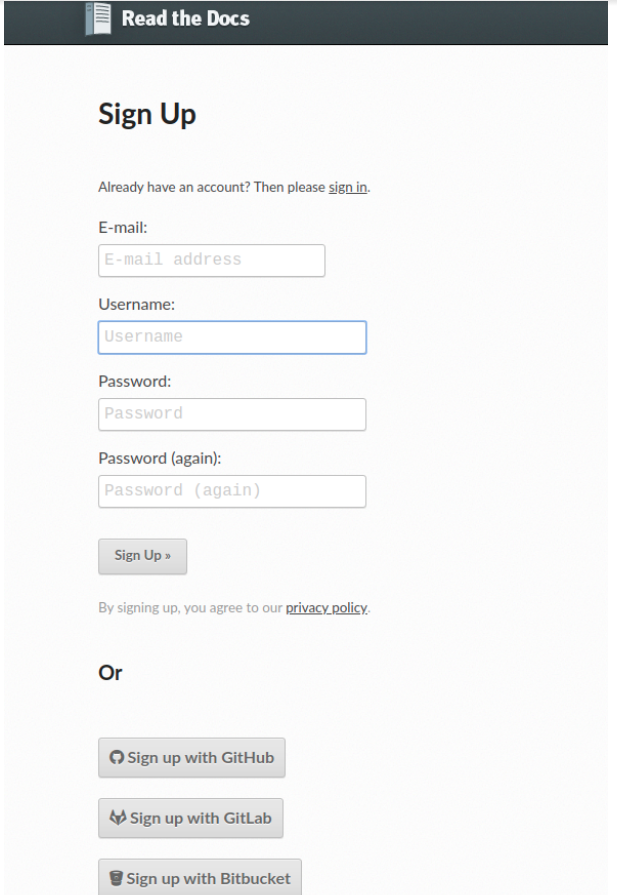 Read the Docs
Sign Up
Already have an account? Then please sign in.
E-mail:
E-mail address
Username:
Username
Password:
Password
Password (again):
Password (again)
Sign Up »
By signing up, you agree to our privacy policy.
Or
Sign up with GitHub
Sign up with GitLab
Sign up with Bitbucket